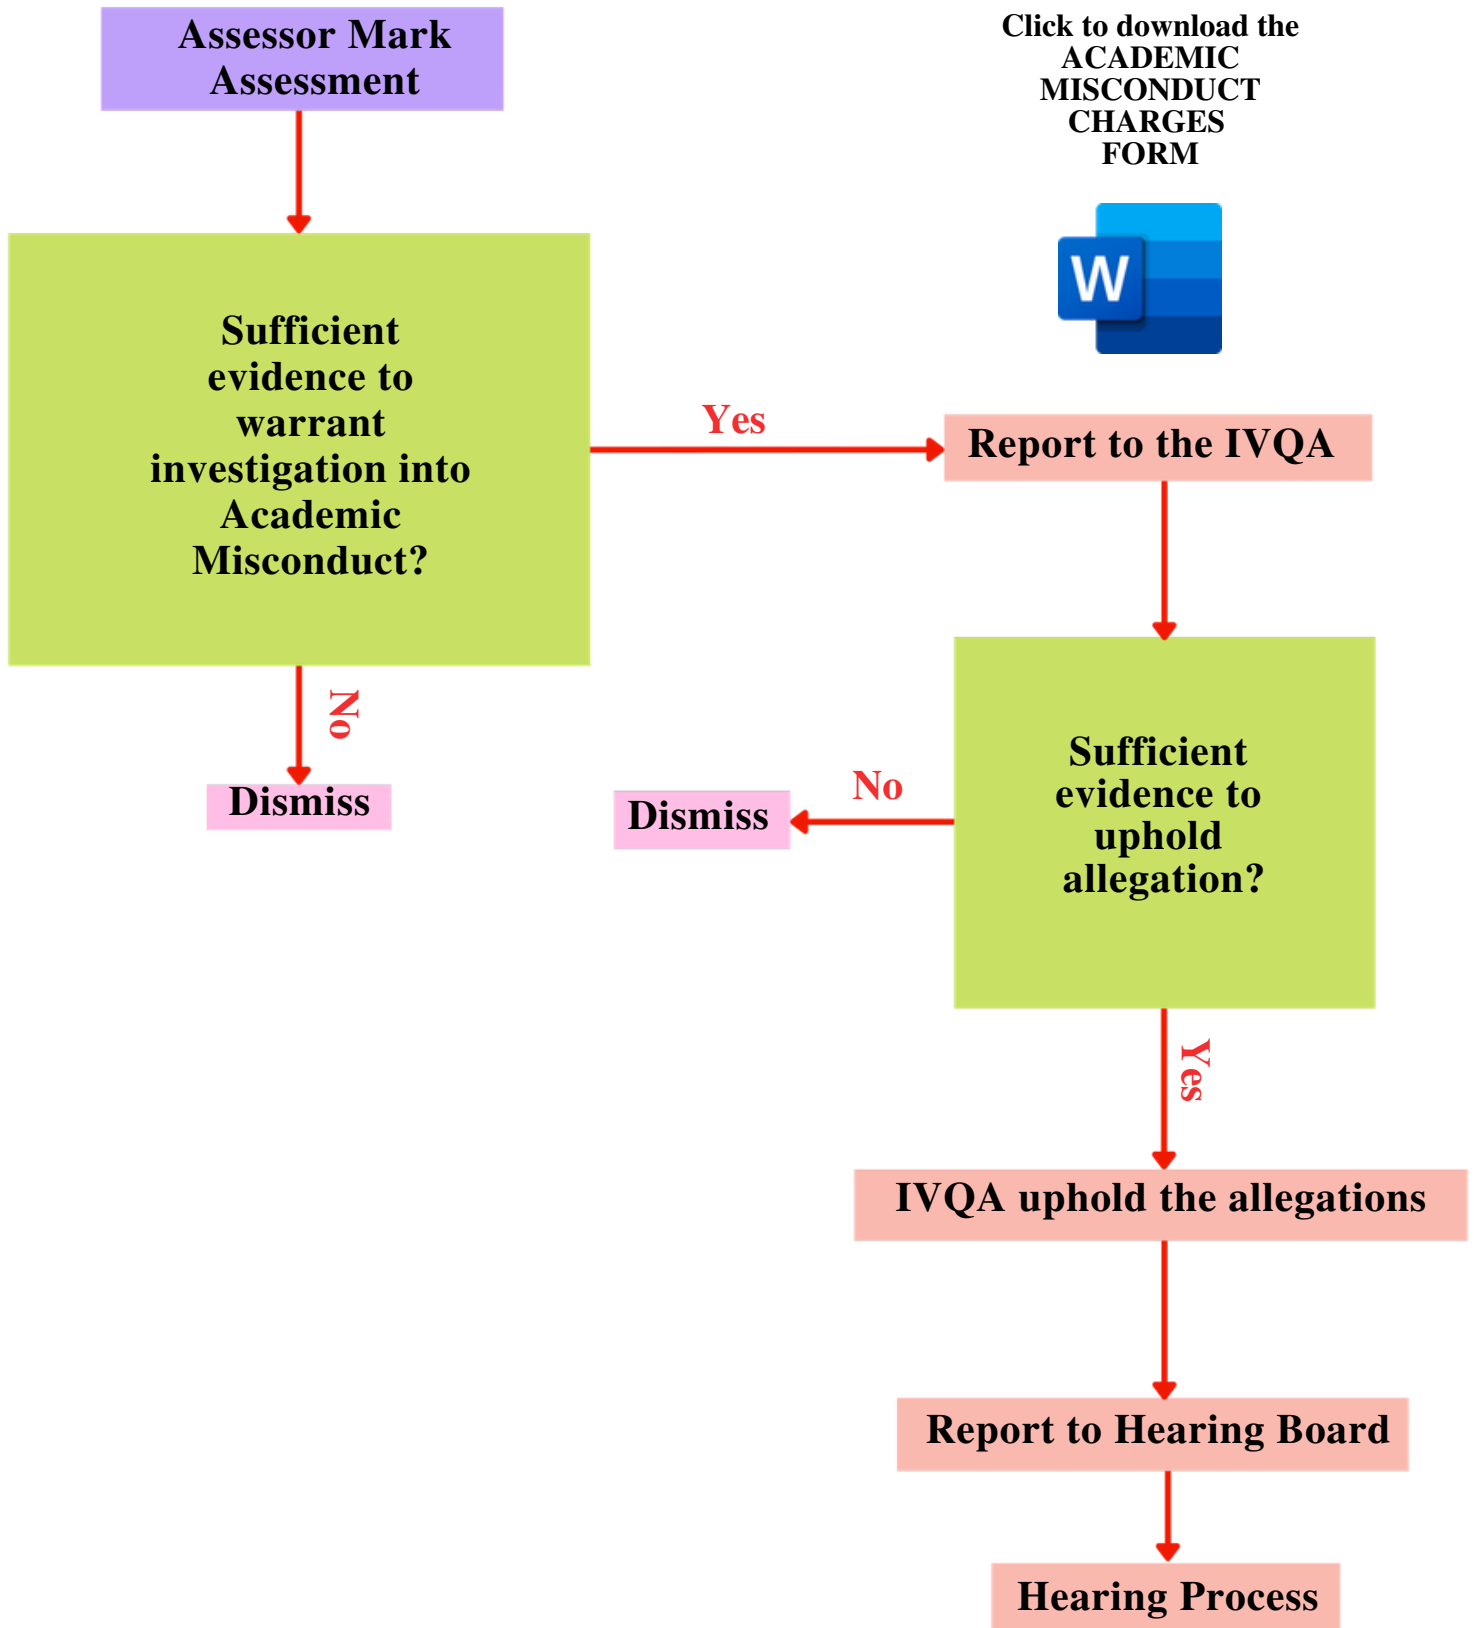 Assessor Mark
Assessment
Click to download the
ACADEMIC
MISCONDUCT
CHARGES
FORM
W
Sufficient
evidence to
warrant
investigation into
Academic
Misconduct?
Yes
Report to the IVQA
No
Dismiss
Sufficient
evidence to
uphold
allegation?
No
Dismiss
Yes
IVQA uphold the allegations
Report to Hearing Board
Hearing Process